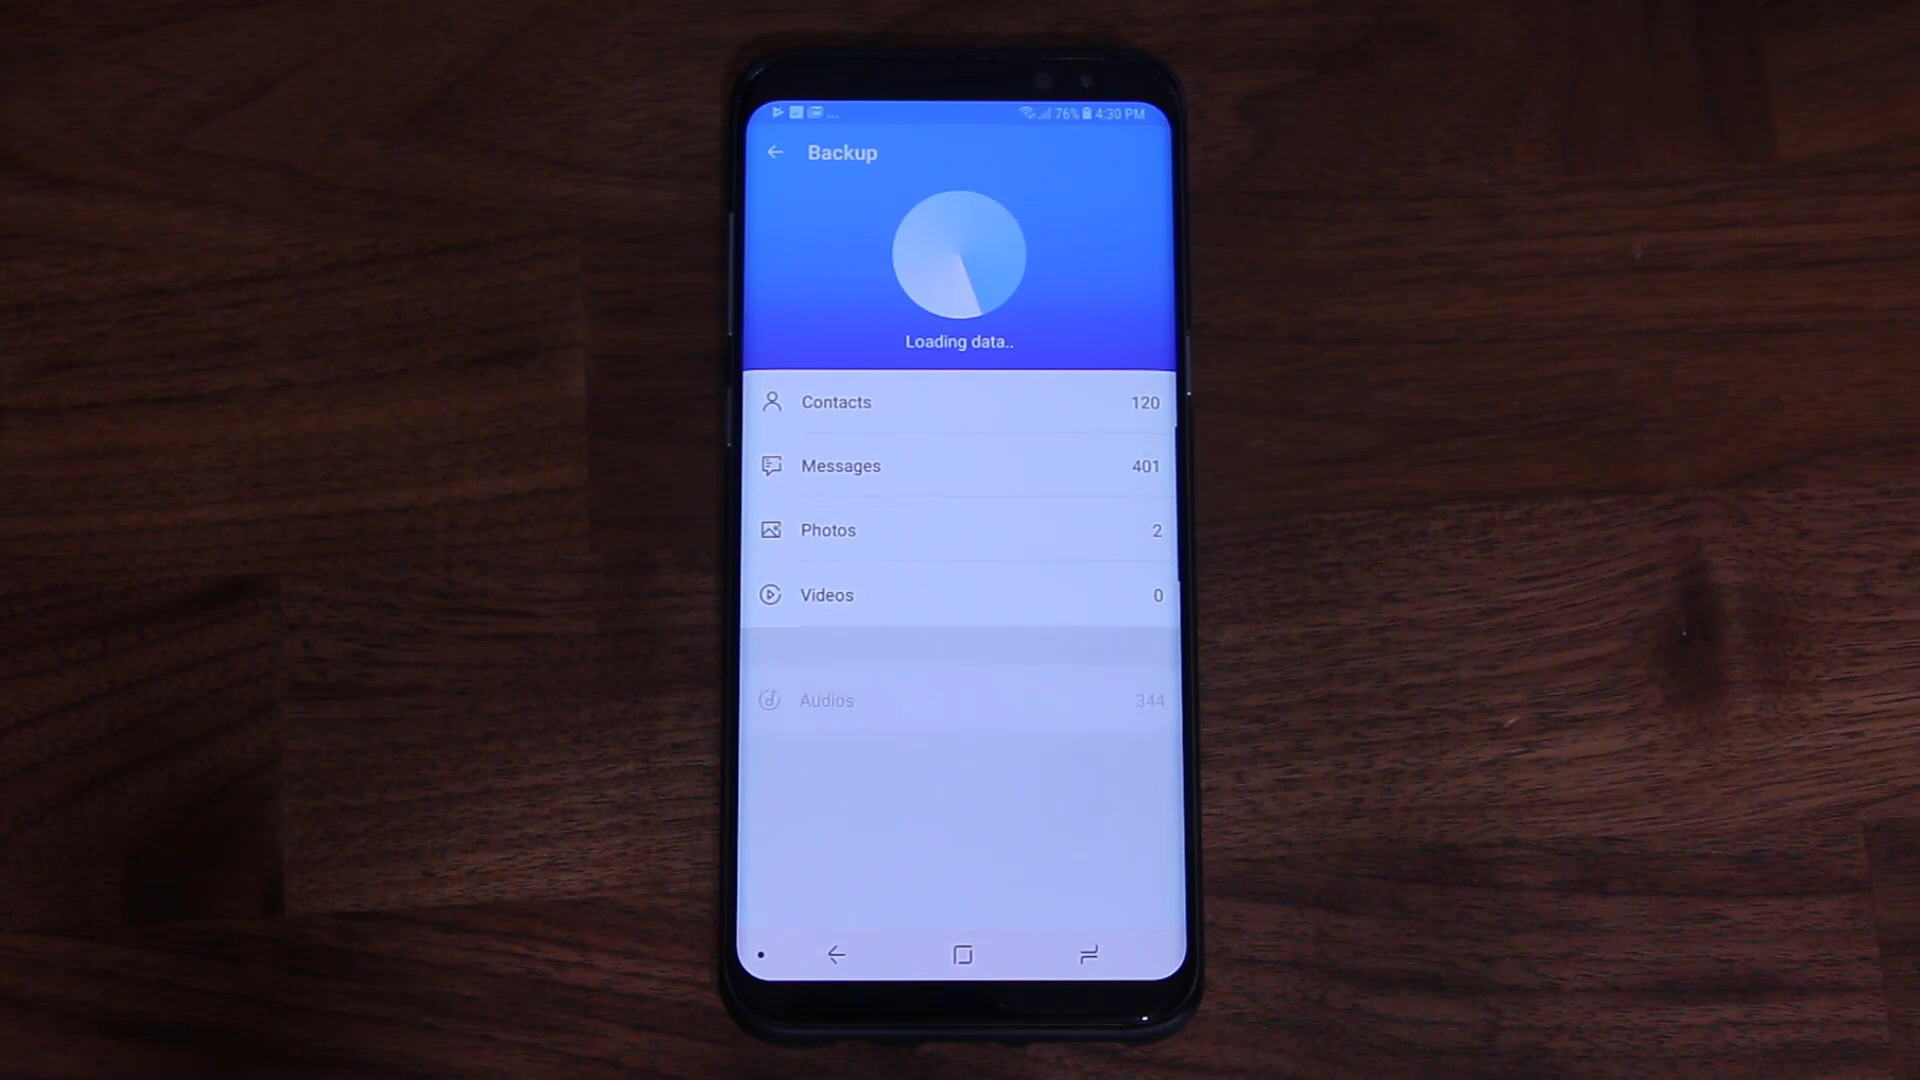 ... 76% 4:30 PM
Backup
Loading data..
Contacts 120
Messages 401
Photos 2
Videos 0
Audios 344